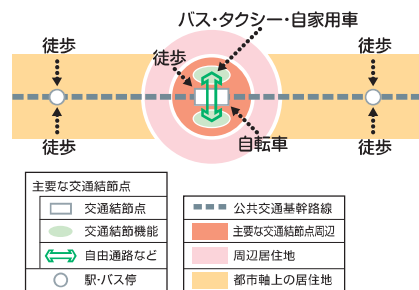 バス・タクシー・自家用車
徒歩
徒歩
徒歩
自転車
徒歩
徒歩
主要な交通結節点
交通結節点
交通結節機能
自由通路など
駅・バス停
公共交通基幹路線
主要な交通結節点周辺
周辺居住地
都市軸上の居住地